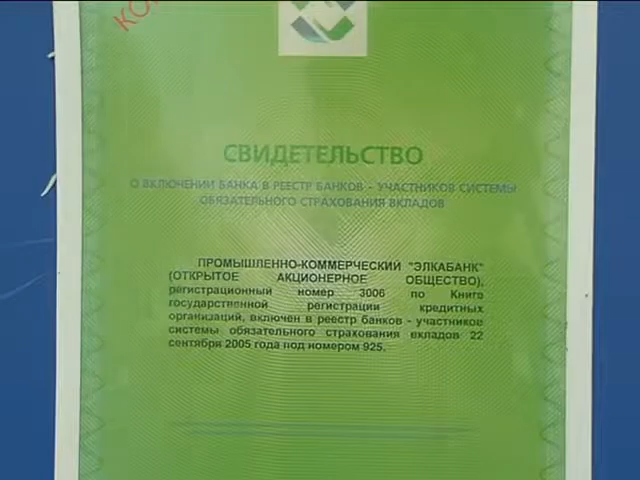 СВИДЕТЕЛЬСТВО
О ВКЛЮЧЕНИИ БАНКА В РЕЕСТР БАНКОВ - УЧАСТНИКОВ СИСТЕМЫ
ОБЯЗАТЕЛЬНОГО СТРАХОВАНИЯ ВКЛАДОВ
ПРОМЫШЛЕННО-КОММЕРЧЕСКИЙ "ЭЛКАБАНК"
(ОТКРЫТОЕ АКЦИОНЕРНОЕ ОБЩЕСТВО),
регистрационный номер 3006 по Книге
государственной регистрации кредитных
организаций, включен в реестр банков - участников
системы обязательного страхования вкладов 22
сентября 2005 года под номером 925.